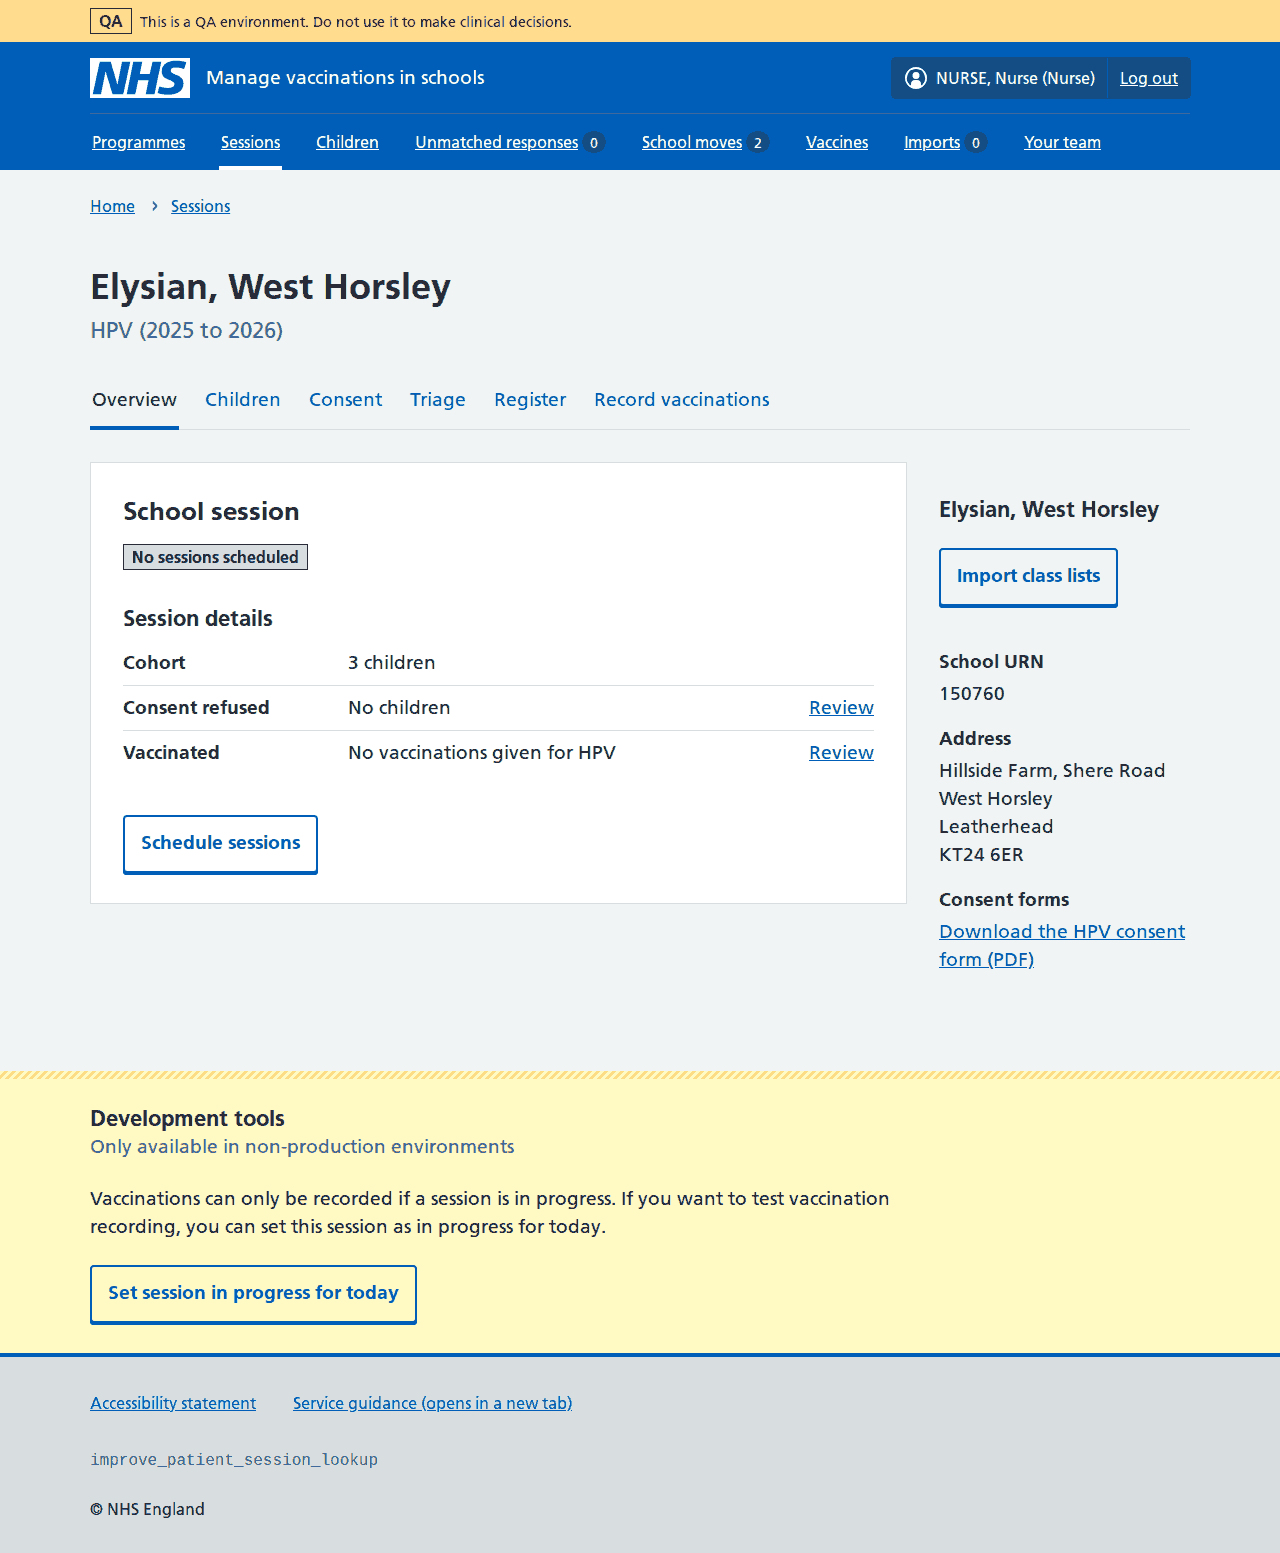 QA This is a QA environment. Do not use it to make clinical decisions.
NHS Manage vaccinations in schools NURSE, Nurse (Nurse) Log out
Programmes Sessions Children Unmatched responses 0 School moves 2 Vaccines Imports 0 Your team
Home › Sessions
Elysian, West Horsley
HPV (2025 to 2026)
Overview Children Consent Triage Register Record vaccinations
School session
No sessions scheduled
Session details
Cohort 3 children
Consent refused No children Review
Vaccinated No vaccinations given for HPV Review
Schedule sessions
Elysian, West Horsley
Import class lists
School URN
150760
Address
Hillside Farm, Shere Road
West Horsley
Leatherhead
KT24 6ER
Consent forms
Download the HPV consent
form (PDF)
Development tools
Only available in non-production environments
Vaccinations can only be recorded if a session is in progress. If you want to test vaccination
recording, you can set this session as in progress for today.
Set session in progress for today
Accessibility statement Service guidance (opens in a new tab)
improve_patient_session_lookup
© NHS England